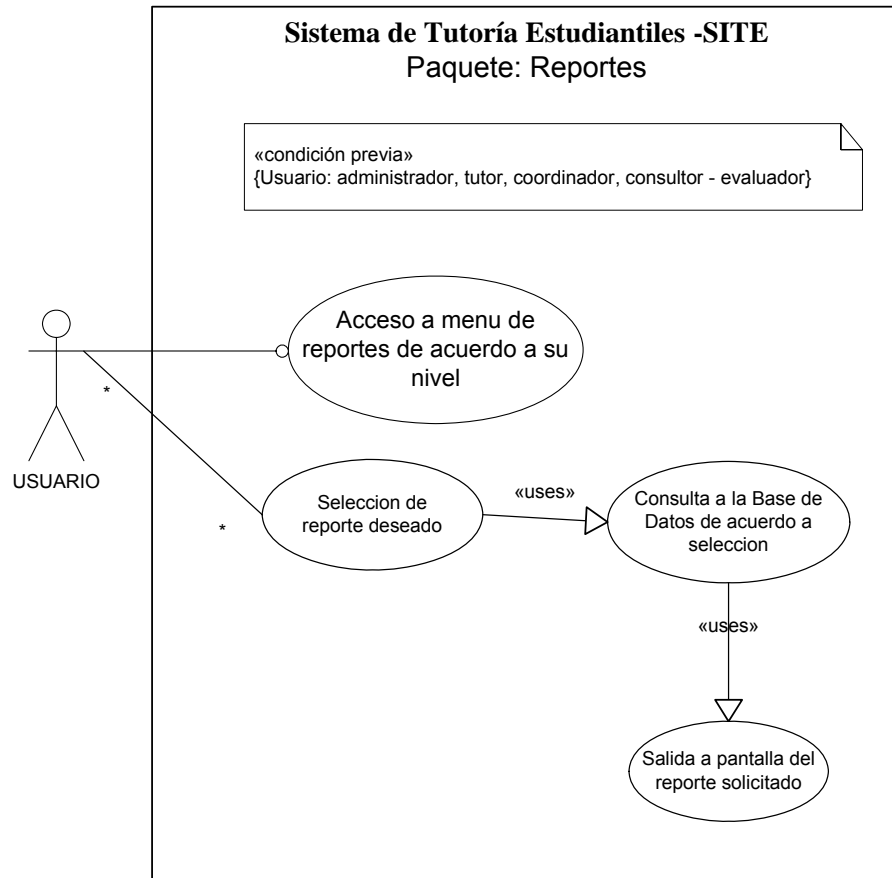 Sistema de Tutoría Estudiantiles -SITE
Paquete: Reportes
«condición previa»
{Usuario: administrador, tutor, coordinador, consultor - evaluador}
Acceso a menu de
reportes de acuerdo a su
nivel
*
USUARIO
*
Seleccion de
reporte deseado
«uses»
Consulta a la Base de
Datos de acuerdo a
seleccion
«uses»
Salida a pantalla del
reporte solicitado